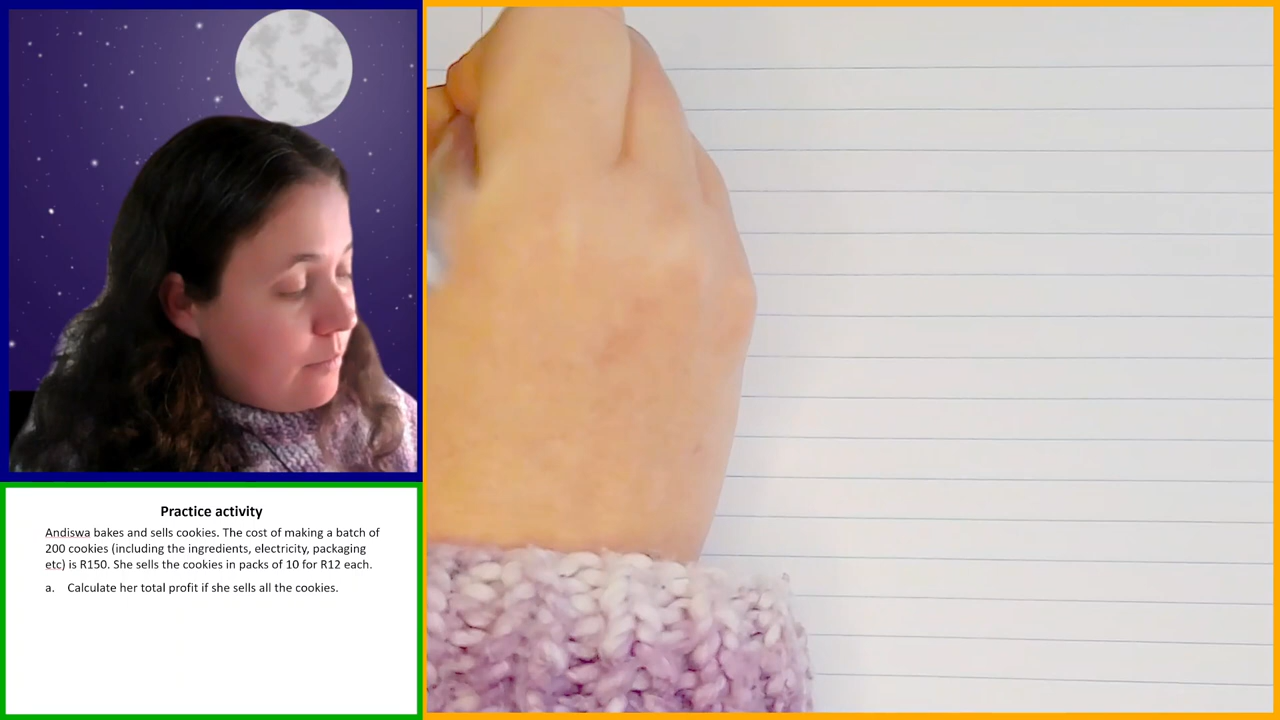 Practice activity
Andiswa bakes and sells cookies. The cost of making a batch of
200 cookies (including the ingredients, electricity, packaging
etc) is R150. She sells the cookies in packs of 10 for R12 each.
a. Calculate her total profit if she sells all the cookies.